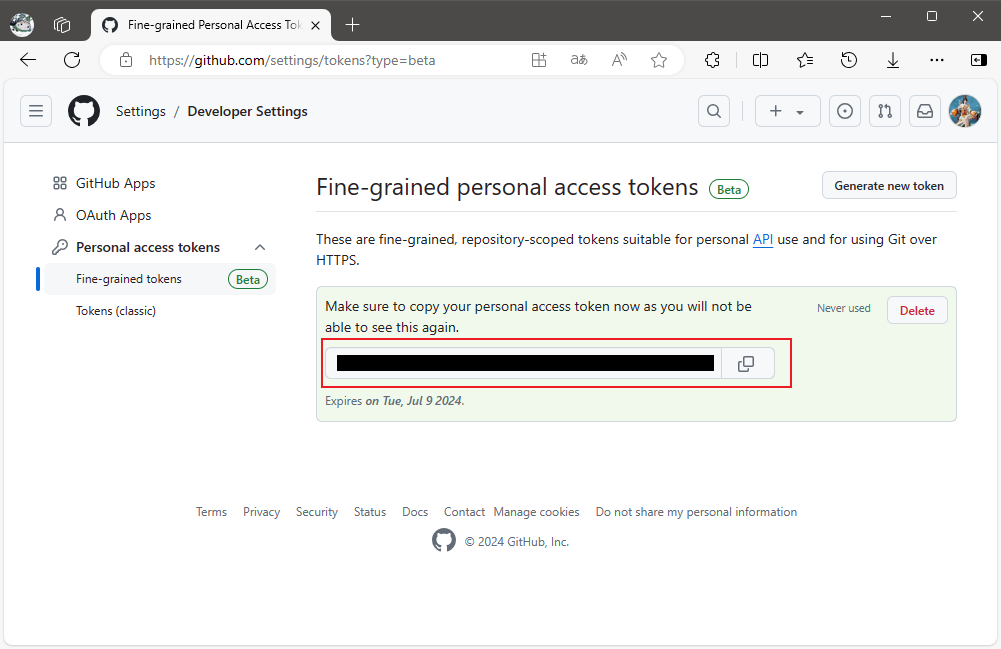 Fine-grained Personal Access Tok
https://github.com/settings/tokens?type=beta
Settings / Developer Settings
GitHub Apps
OAuth Apps
Personal access tokens
Fine-grained tokens Beta
Tokens (classic)
Fine-grained personal access tokens Beta
Generate new token
These are fine-grained, repository-scoped tokens suitable for personal API use and for using Git over
HTTPS.
Make sure to copy your personal access token now as you will not be
able to see this again.
Never used
Delete
Expires on Tue, Jul 9 2024.
Terms Privacy Security Status Docs Contact Manage cookies Do not share my personal information
© 2024 GitHub, Inc.